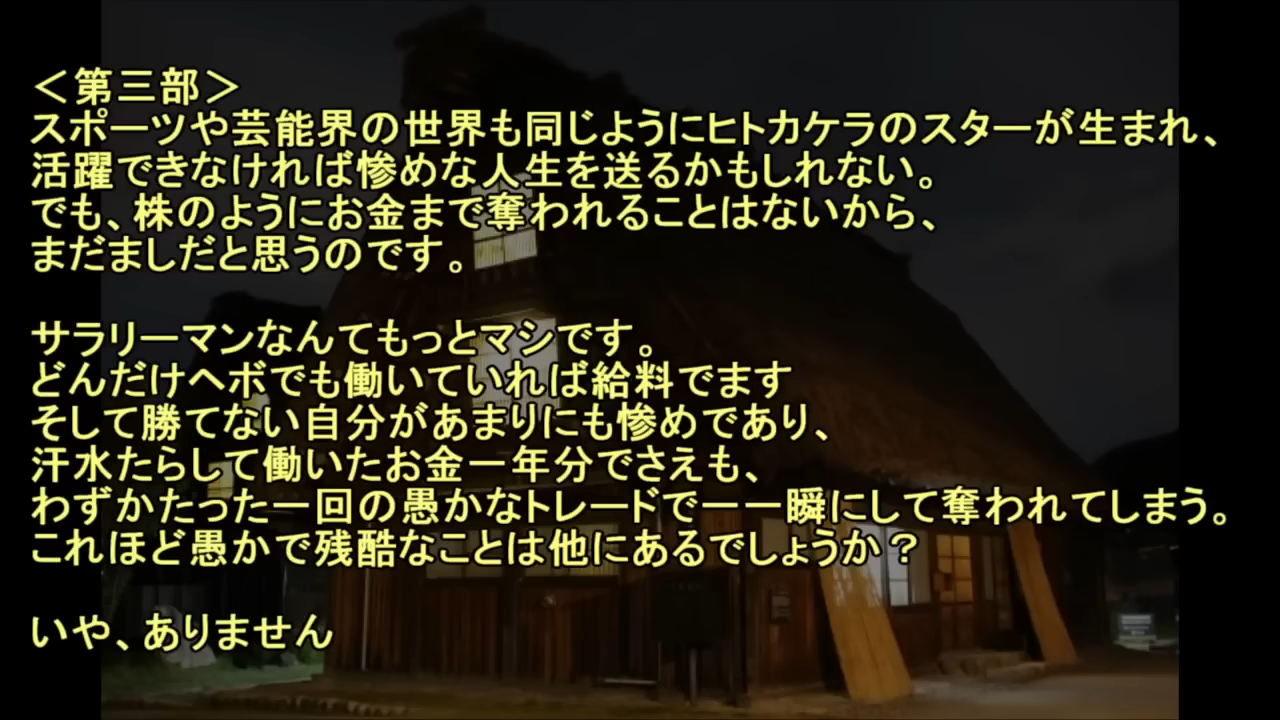 ＜第三部＞
スポーツや芸能界の世界も同じようにヒトカケラのスターが生まれ、
活躍できなければ惨めな人生を送るかもしれない。
でも、株のようにお金まで奪われることはないから、
まだましだと思うのです。
サラリーマンなんてもっとマシです。
どんだけヘボでも働いていれば給料でます
そして勝てない自分があまりにも惨めであり、
汗水たらして働いたお金一年分でさえも、
わずかたった一回の愚かなトレードで一一瞬にして奪われてしまう。
これほど愚かで残酷なことは他にあるでしょうか？
いや、ありません